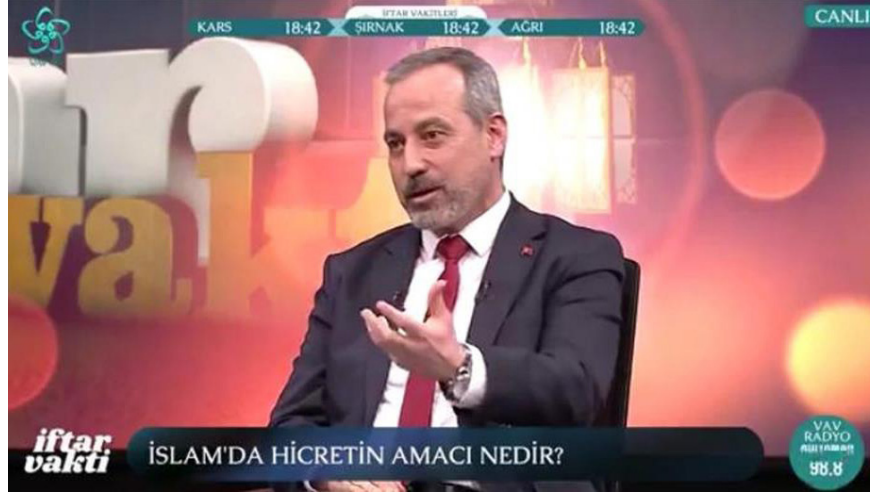 İFTAR VAKİTLERİ
KARS 18:42 ŞIRNAK 18:42 AĞRI 18:42
CANLI
r
vakt
iftar
vakti
İSLAM'DA HİCRETİN AMACI NEDİR?
VAV
RADYO
98.8